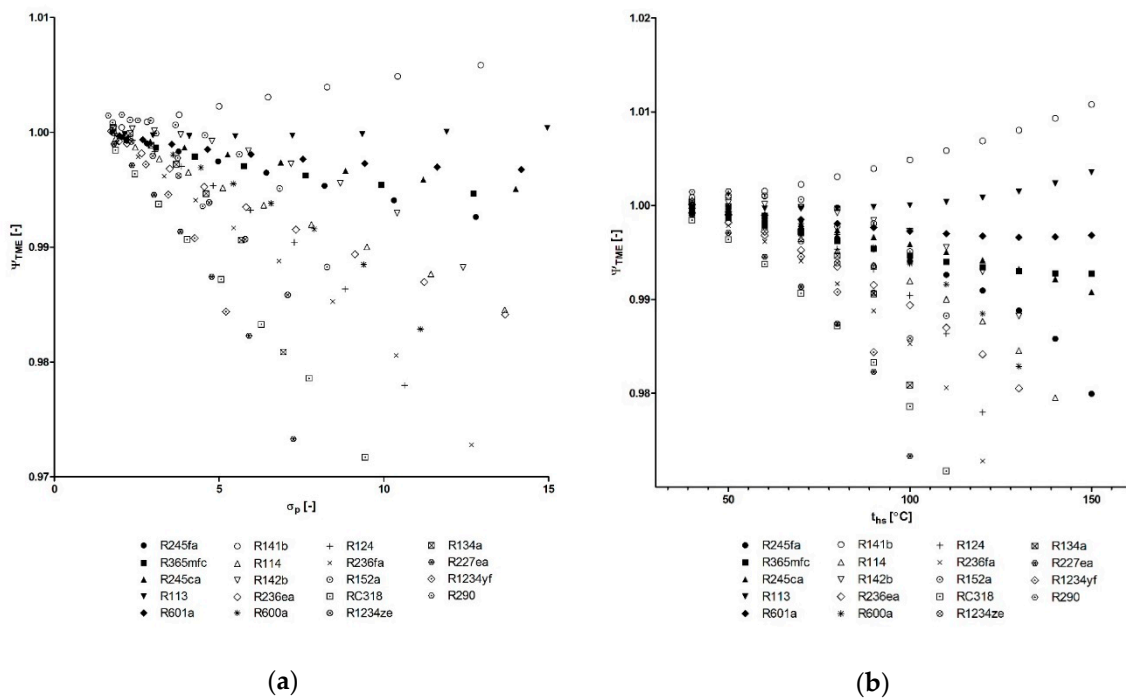 1.01
1.00
0.99
0.98
0.97
ΨTME [-]
0 5 10 15
σp [-]
R245fa R141b R124 R134a
R365mfc R114 R236fa R227ea
R245ca R142b R152a R1234yf
R113 R236ea RC318 R290
R601a R600a R1234ze
(a)
1.02
1.01
1.00
0.99
0.98
ΨTME [-]
50 100 150
ths [°C]
R245fa R141b R124 R134a
R365mfc R114 R236fa R227ea
R245ca R142b R152a R1234yf
R113 R236ea RC318 R290
R601a R600a R1234ze
(b)